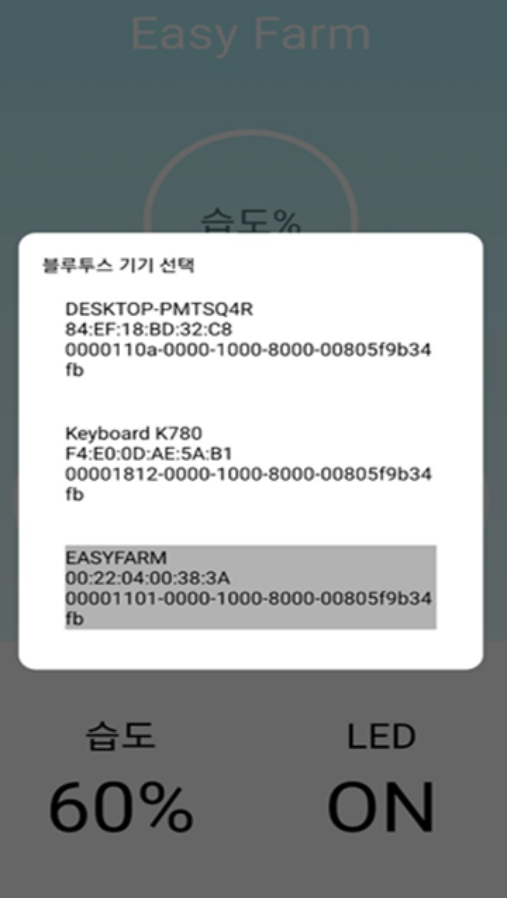 Easy Farm
습도%
블루투스 기기 선택
DESKTOP-PMTSQ4R
84:EF:18:BD:32:C8
0000110a-0000-1000-8000-00805f9b34
fb
Keyboard K780
F4:E0:0D:AE:5A:B1
00001812-0000-1000-8000-00805f9b34
fb
EASYFARM
00:22:04:00:38:3A
00001101-0000-1000-8000-00805f9b34
fb
습도 LED
60% ON